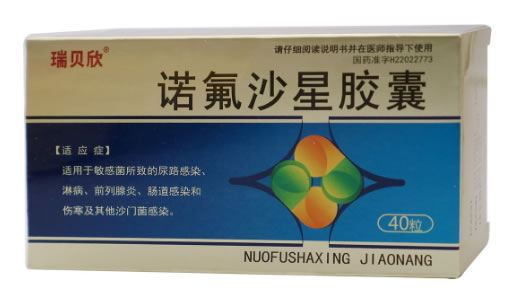 瑞贝欣®
请仔细阅读说明书并在医师指导下使用
国药准字H22022773
诺氟沙星胶囊
【适应症】
适用于敏感菌所致的尿路感染、
淋病、前列腺炎、肠道感染和
伤寒及其他沙门菌感染。
40粒
NUOFUSHAXING JIAONANG